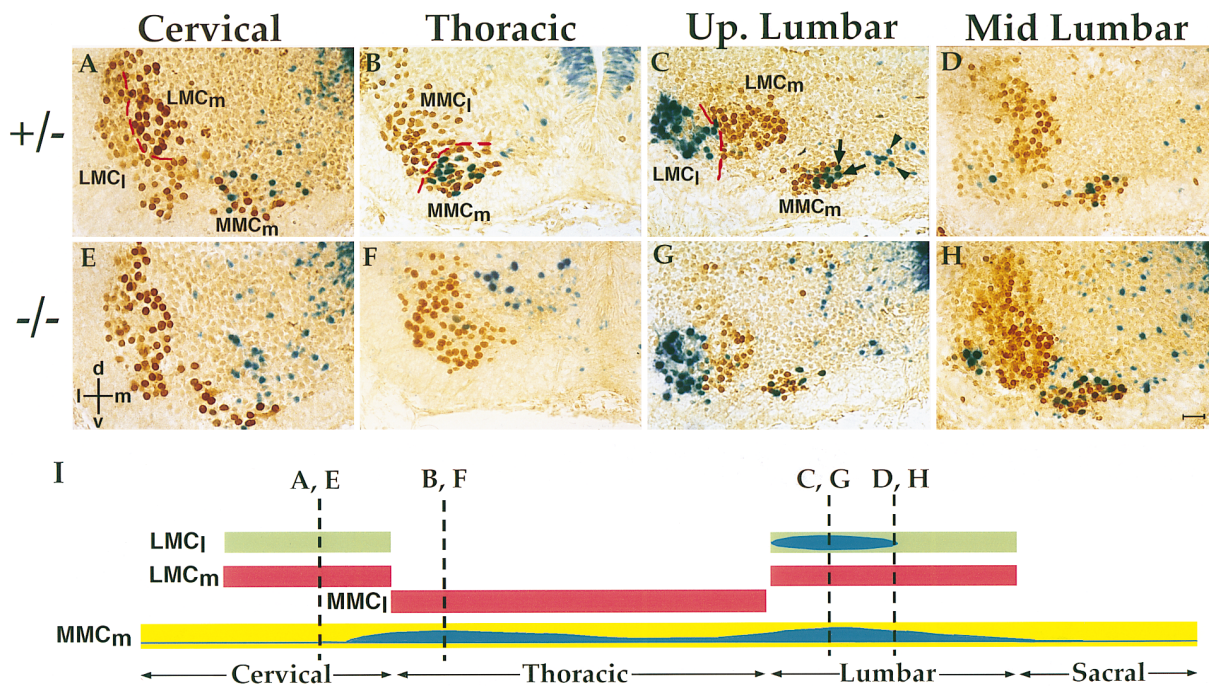 Cervical Thoracic Up. Lumbar Mid Lumbar
+/-
A LMCm LMCl MMCm
B MMCl MMCm
C LMCm LMCl MMCm
D
-/-
E d l m v
F
G
H
I
A, E B, F C, G D, H
LMCl
LMCm
MMCl
MMCm
Cervical Thoracic Lumbar Sacral